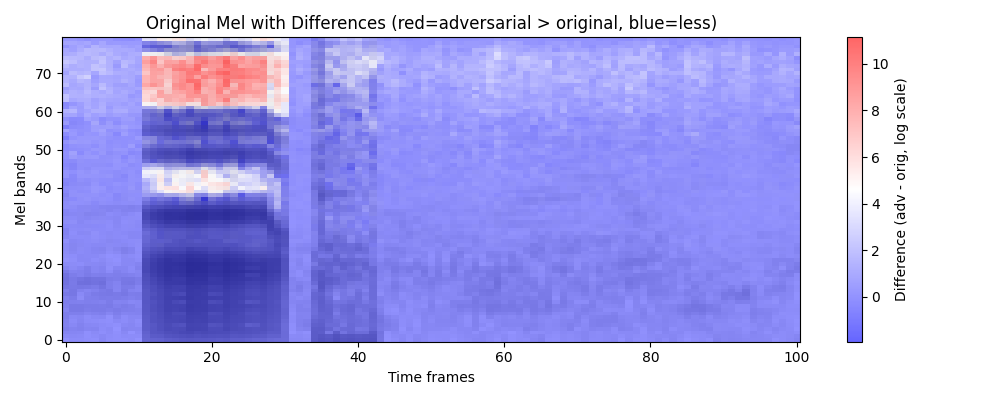 Original Mel with Differences (red=adversarial > original, blue=less)
Mel bands
70
60
50
40
30
20
10
0
0 20 40 60 80 100
Time frames
10
8
6
4
2
0
Difference (adv - orig, log scale)